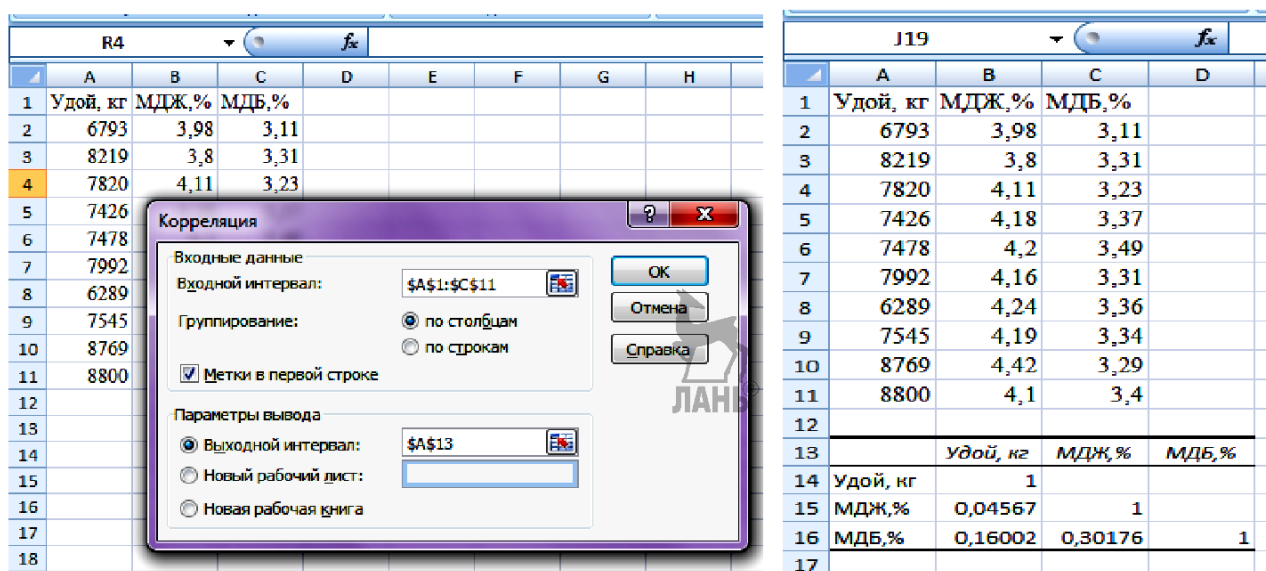 R4 fx
A B C D E F G H
1 Удой, кг МДЖ,% МДБ,%
2 6793 3,98 3,11
3 8219 3,8 3,31
4 7820 4,11 3,23
5 7426
6 7478
7 7992
8 6289
9 7545
10 8769
11 8800
12
13
14
15
16
17
18
Корреляция
Входные данные
Входной интервал: $A$1:$C$11
Группирование: по столбцам
по строкам
Метки в первой строке
Параметры вывода
Выходной интервал: $A$13
Новый рабочий лист:
Новая рабочая книга
? X
ОК
Отмена
Справка
ЛАНЬ®
J19 fx
A B C D
1 Удой, кг МДЖ,% МДБ,%
2 6793 3,98 3,11
3 8219 3,8 3,31
4 7820 4,11 3,23
5 7426 4,18 3,37
6 7478 4,2 3,49
7 7992 4,16 3,31
8 6289 4,24 3,36
9 7545 4,19 3,34
10 8769 4,42 3,29
11 8800 4,1 3,4
12
13 Удой, кг МДЖ,% МДБ,%
14 Удой, кг 1
15 МДЖ,% 0,04567 1
16 МДБ,% 0,16002 0,30176 1
17